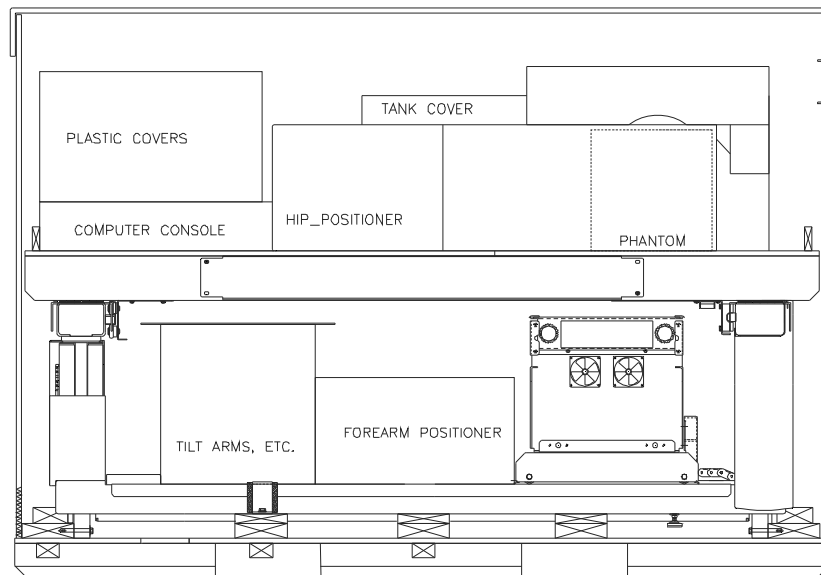 TANK COVER
PLASTIC COVERS
HIP_POSITIONER
COMPUTER CONSOLE
PHANTOM
FOREARM POSITIONER
TILT ARMS, ETC.